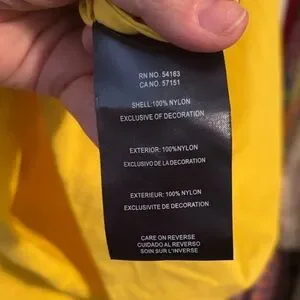 RN NO. 54163
CA NO. 57151
SHELL: 100% NYLON
EXCLUSIVE OF DECORATION
EXTERIOR: 100%NYLON
EXCLUSIVO DE LA DECORATION
EXTERIEUR: 100% NYLON
EXCLUSIVITE DE DECORATION
CARE ON REVERSE
CUIDADO AL REVERSO
SOIN SUR L'INVERSE